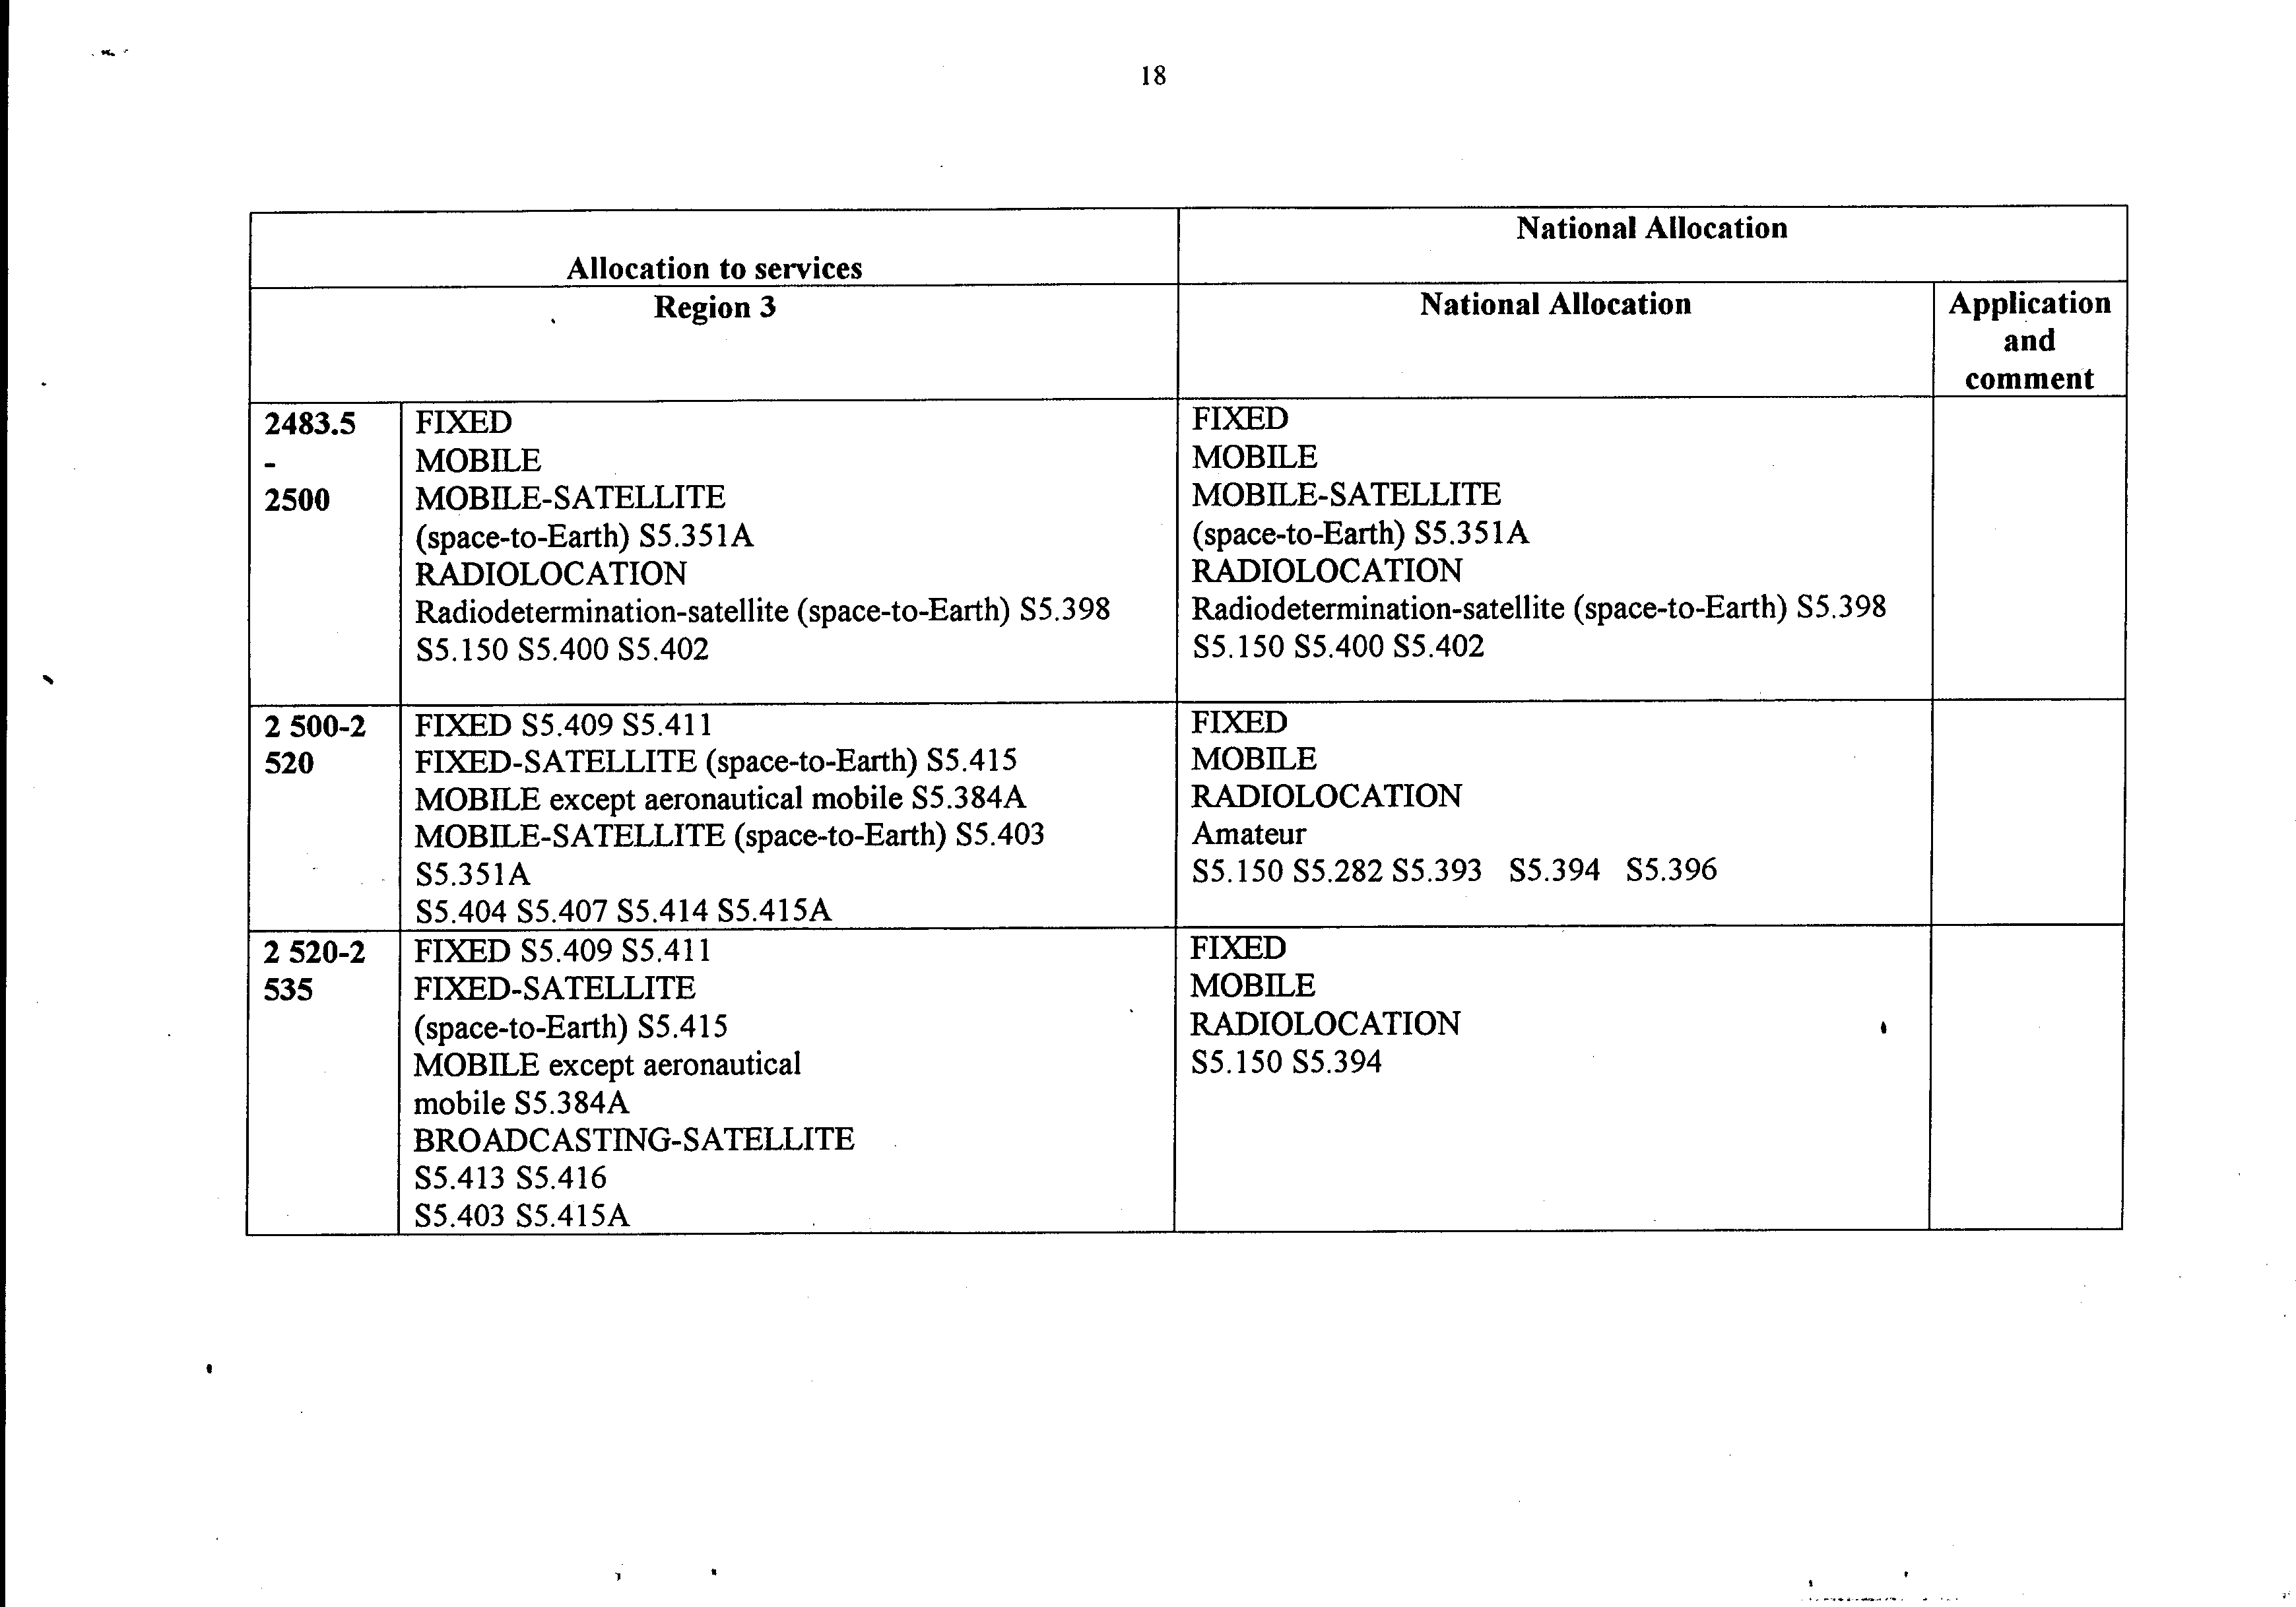 18
National Allocation
Allocation to services
Region 3
National Allocation
Application
and
comment
2483.5
-
2500
FIXED
MOBILE
MOBILE-SATELLITE
(space-to-Earth) S5.351A
RADIOLOCATION
Radiodetermination-satellite (space-to-Earth) S5.398
S5.150 S5.400 S5.402
FIXED
MOBILE
MOBILE-SATELLITE
(space-to-Earth) S5.351A
RADIOLOCATION
Radiodetermination-satellite (space-to-Earth) S5.398
S5.150 S5.400 S5.402
2 500-2
520
FIXED S5.409 S5.411
FIXED-SATELLITE (space-to-Earth) S5.415
MOBILE except aeronautical mobile S5.384A
MOBILE-SATELLITE (space-to-Earth) S5.403
S5.351A
S5.404 S5.407 S5.414 S5.415A
FIXED
MOBILE
RADIOLOCATION
Amateur
S5.150 S5.282 S5.393 S5.394 S5.396
2 520-2
535
FIXED S5.409 S5.411
FIXED-SATELLITE
(space-to-Earth) S5.415
MOBILE except aeronautical
mobile S5.384A
BROADCASTING-SATELLITE
S5.413 S5.416
S5.403 S5.415A
FIXED
MOBILE
RADIOLOCATION
S5.150 S5.394